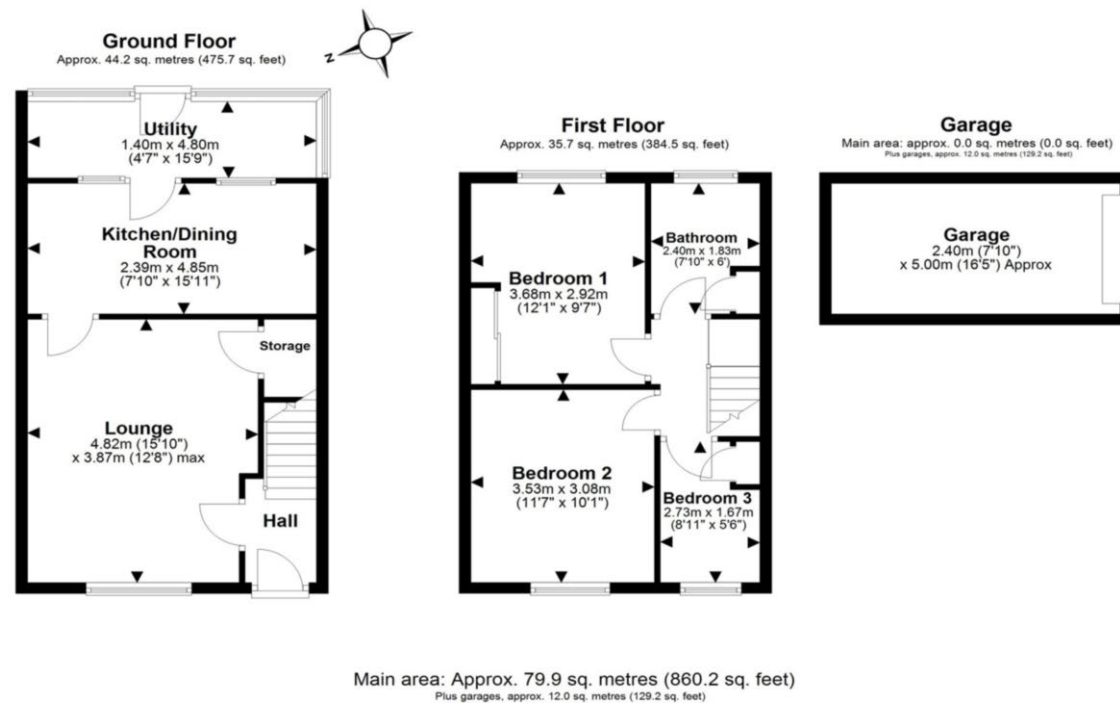 Ground Floor
Approx. 44.2 sq. metres (475.7 sq. feet)
N
Utility
1.40m x 4.80m
(4'7" x 15'9")
Kitchen/Dining
Room
2.39m x 4.85m
(7'10" x 15'11")
Storage
Lounge
4.82m (15'10")
x 3.87m (12'8") max
Hall
First Floor
Approx. 35.7 sq. metres (384.5 sq. feet)
Bathroom
2.40m x 1.83m
(7'10" x 6')
Bedroom 1
3.68m x 2.92m
(12'1" x 9'7")
Bedroom 2
3.53m x 3.08m
(11'7" x 10'1")
Bedroom 3
2.73m x 1.67m
(8'11" x 5'6")
Garage
Main area: approx. 0.0 sq. metres (0.0 sq. feet)
Plus garages, approx. 12.0 sq. metres (129.2 sq. feet)
Garage
2.40m (7'10")
x 5.00m (16'5") Approx
Main area: Approx. 79.9 sq. metres (860.2 sq. feet)
Plus garages, approx. 12.0 sq. metres (129.2 sq. feet)